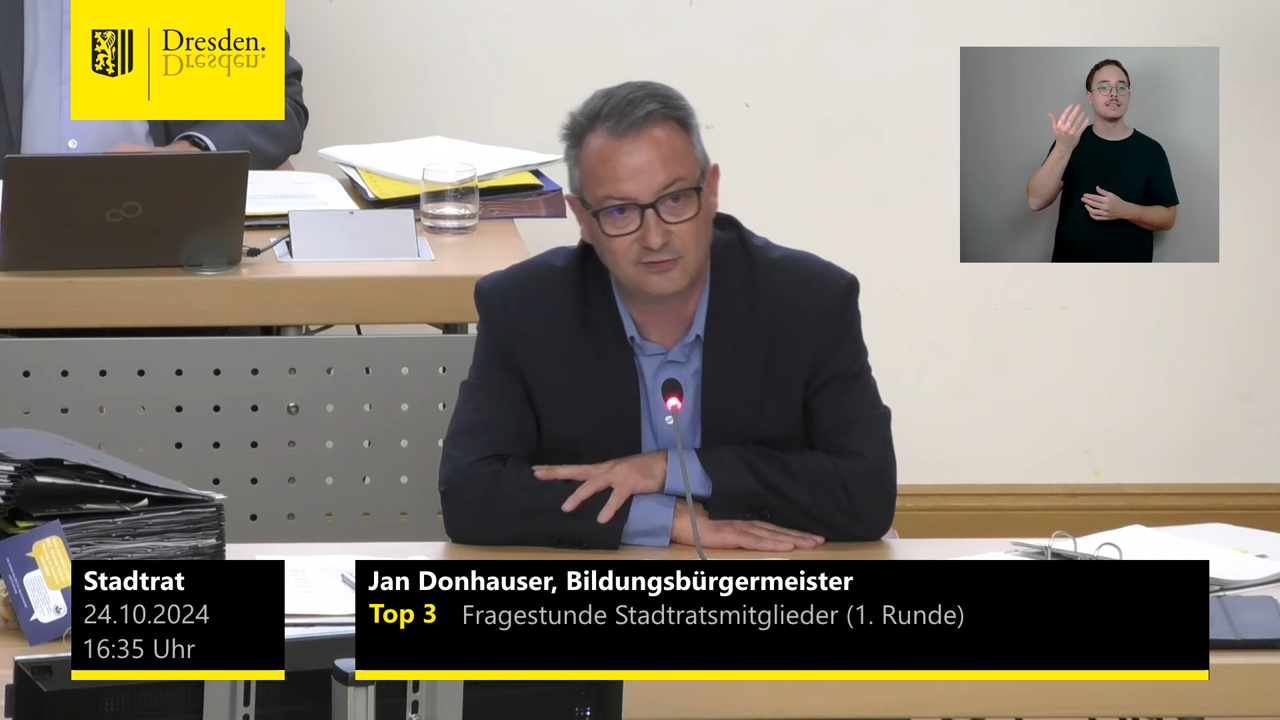 Dresden.
Dresden.
Stadtrat
24.10.2024
16:35 Uhr
Jan Donhauser, Bildungsbürgermeister
Top 3 Fragestunde Stadtratsmitglieder (1. Runde)